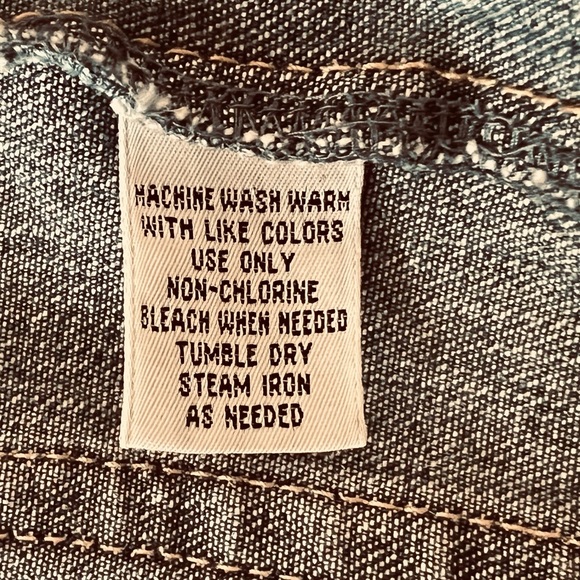 MACHINE WASH WARM
WITH LIKE COLORS
USE ONLY
NON-CHLORINE
BLEACH WHEN NEEDED
TUMBLE DRY
STEAM IRON
AS NEEDED